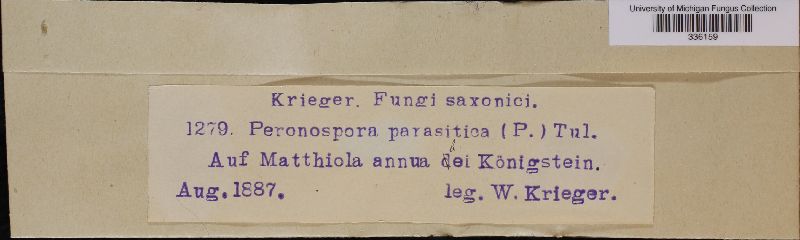 University of Michigan Fungus Collection
336159
Krieger. Fungi saxonici.
1279. Peronospora parasitica (P.) Tul.
Auf Matthiola annua bei Königstein.
Aug. 1887. leg. W. Krieger.